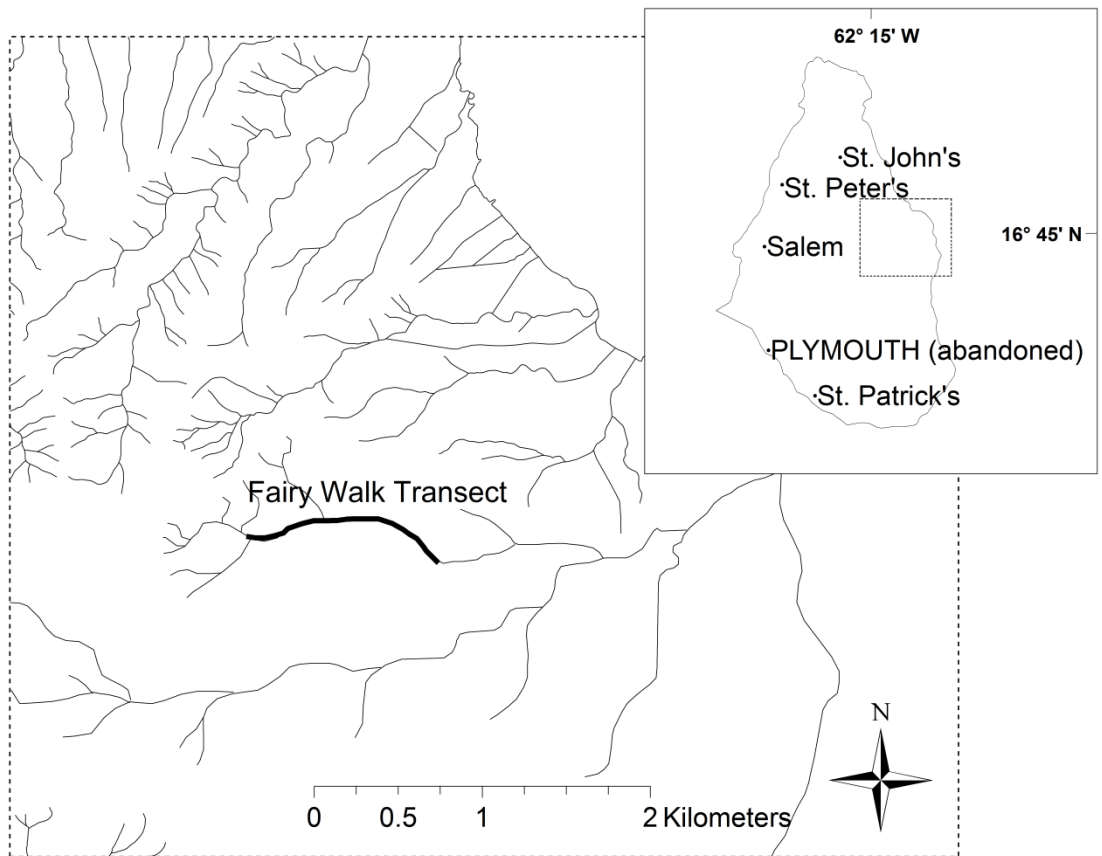 62° 15' W
St. John's
St. Peter's
16° 45' N
Salem
PLYMOUTH (abandoned)
St. Patrick's
Fairy Walk Transect
N
0 0.5 1 2 Kilometers